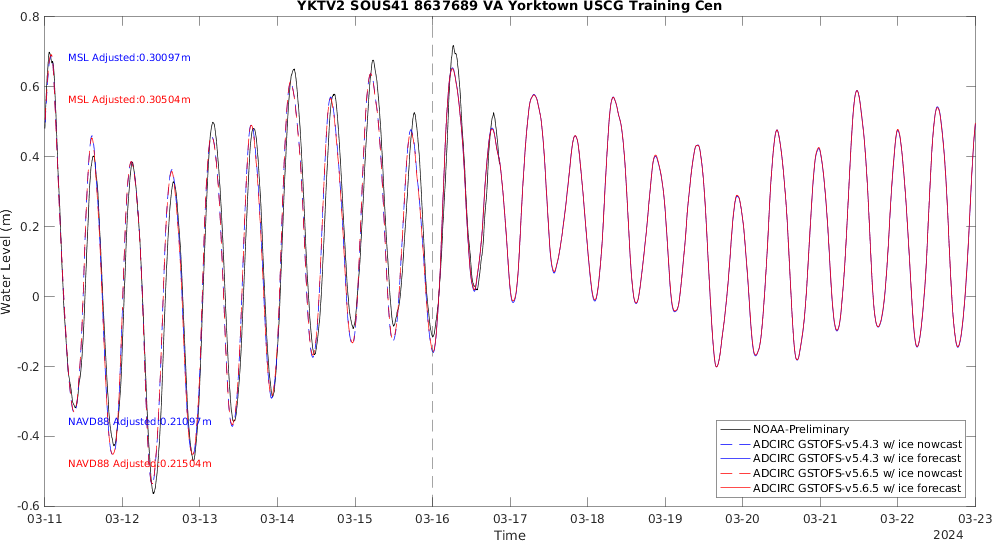 YKTV2 SOUS41 8637689 VA Yorktown USCG Training Cen
0.8
0.6
0.4
0.2
0
-0.2
-0.4
-0.6
Water Level (m)
MSL Adjusted:0.30097m
MSL Adjusted:0.30504m
NAVD88 Adjusted:0.21097m
NAVD88 Adjusted:0.21504m
NOAA-Preliminary
ADCIRC GSTOFS-v5.4.3 w/ ice nowcast
ADCIRC GSTOFS-v5.4.3 w/ ice forecast
ADCIRC GSTOFS-v5.6.5 w/ ice nowcast
ADCIRC GSTOFS-v5.6.5 w/ ice forecast
03-11 03-12 03-13 03-14 03-15 03-16 03-17 03-18 03-19 03-20 03-21 03-22 03-23
Time
2024